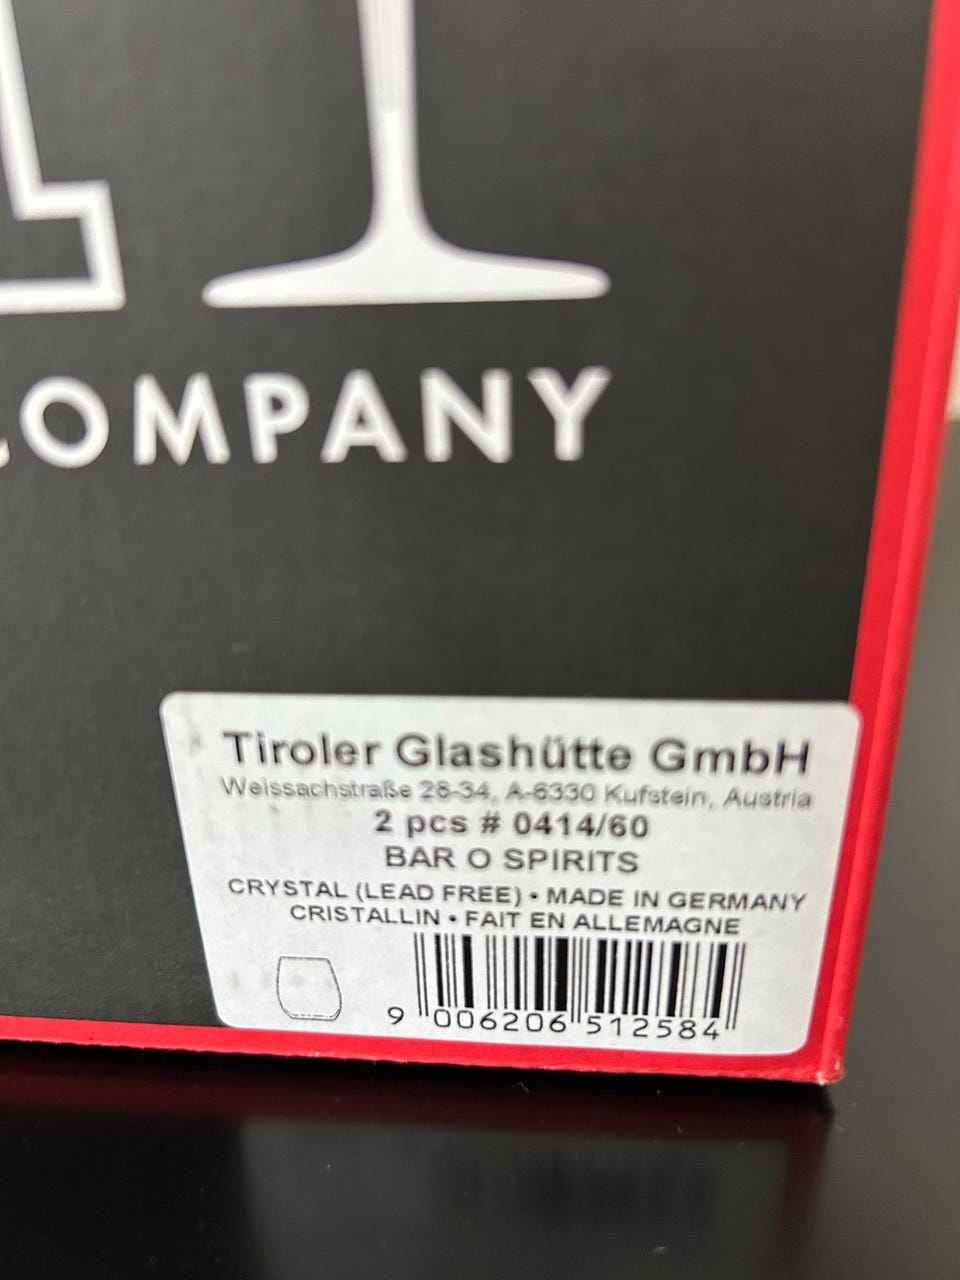 COMPANY
Tiroler Glashütte GmbH
Weissachstraße 28-34, A-6330 Kufstein, Austria
2 pcs # 0414/60
BAR O SPIRITS
CRYSTAL (LEAD FREE) • MADE IN GERMANY
CRISTALLIN • FAIT EN ALLEMAGNE
9 006206 512584